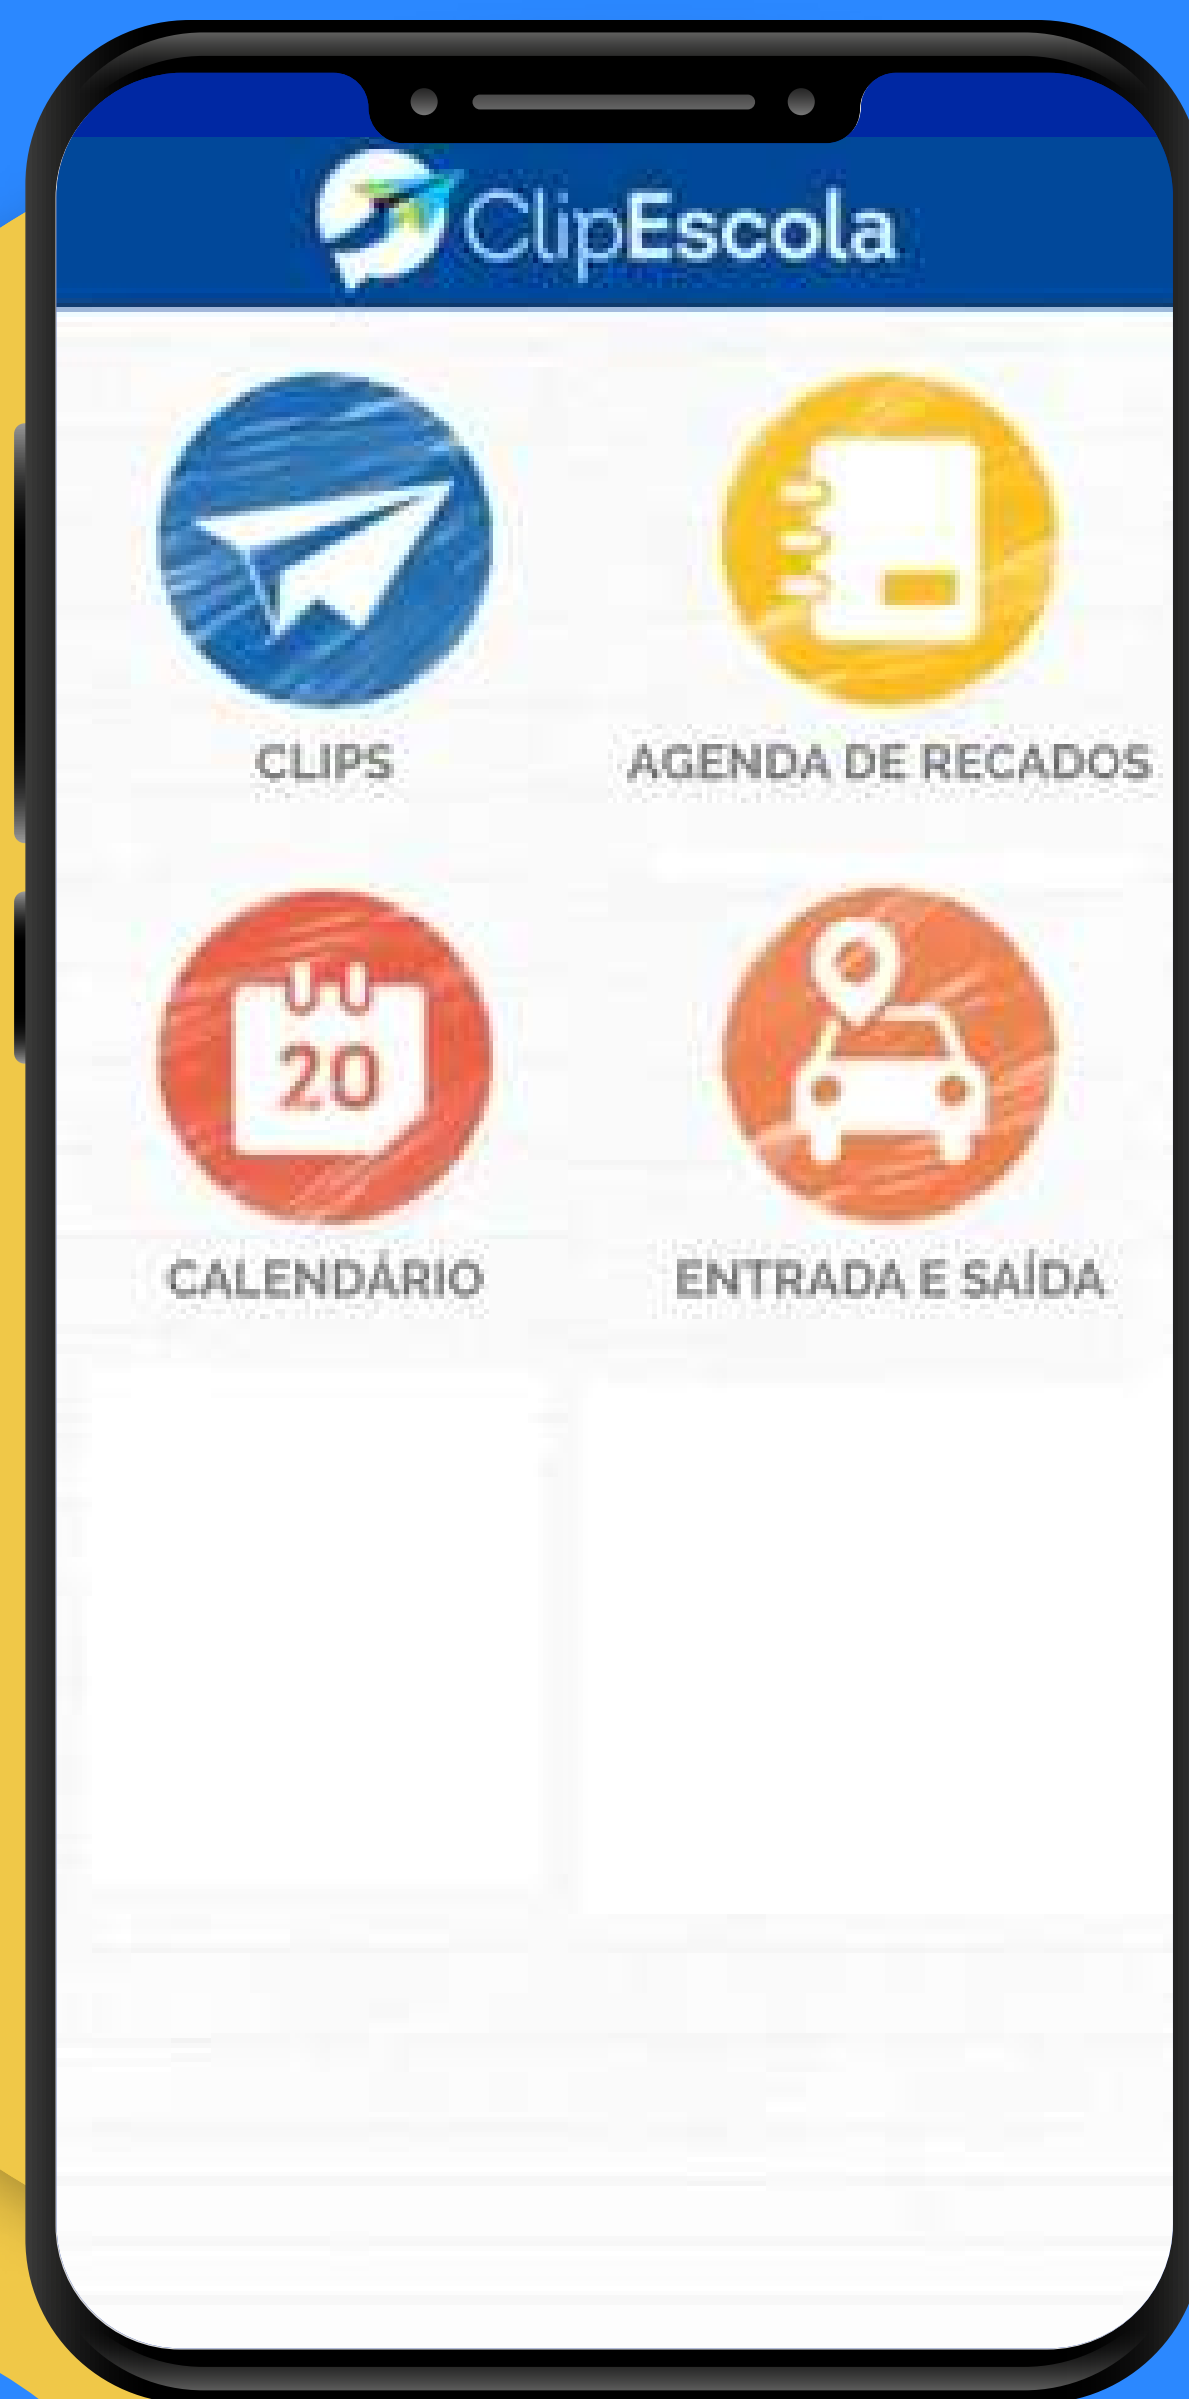 ClipEscola
CLIPS
AGENDA DE RECADOS
20
CALENDÁRIO
ENTRADA E SAÍDA